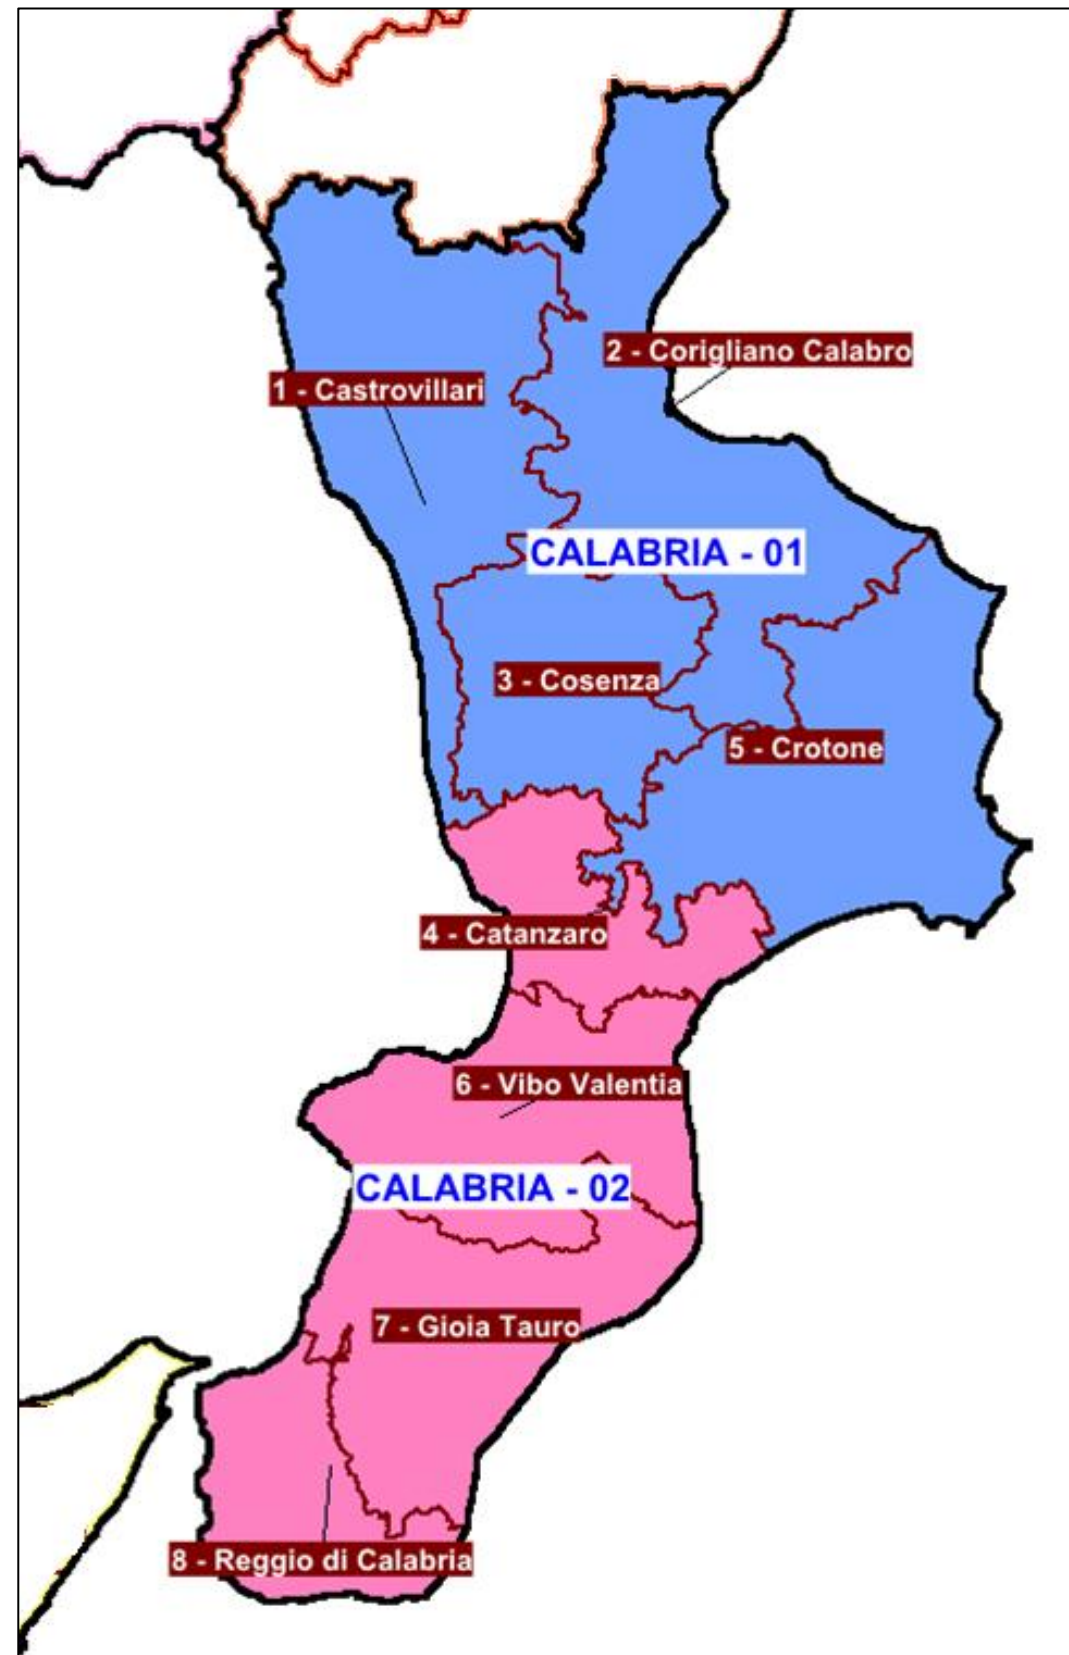 2 - Corigliano Calabro
1 - Castrovillari
CALABRIA - 01
3 - Cosenza
5 - Crotone
4 - Catanzaro
6 - Vibo Valentia
CALABRIA - 02
7 - Gioia Tauro
8 - Reggio di Calabria